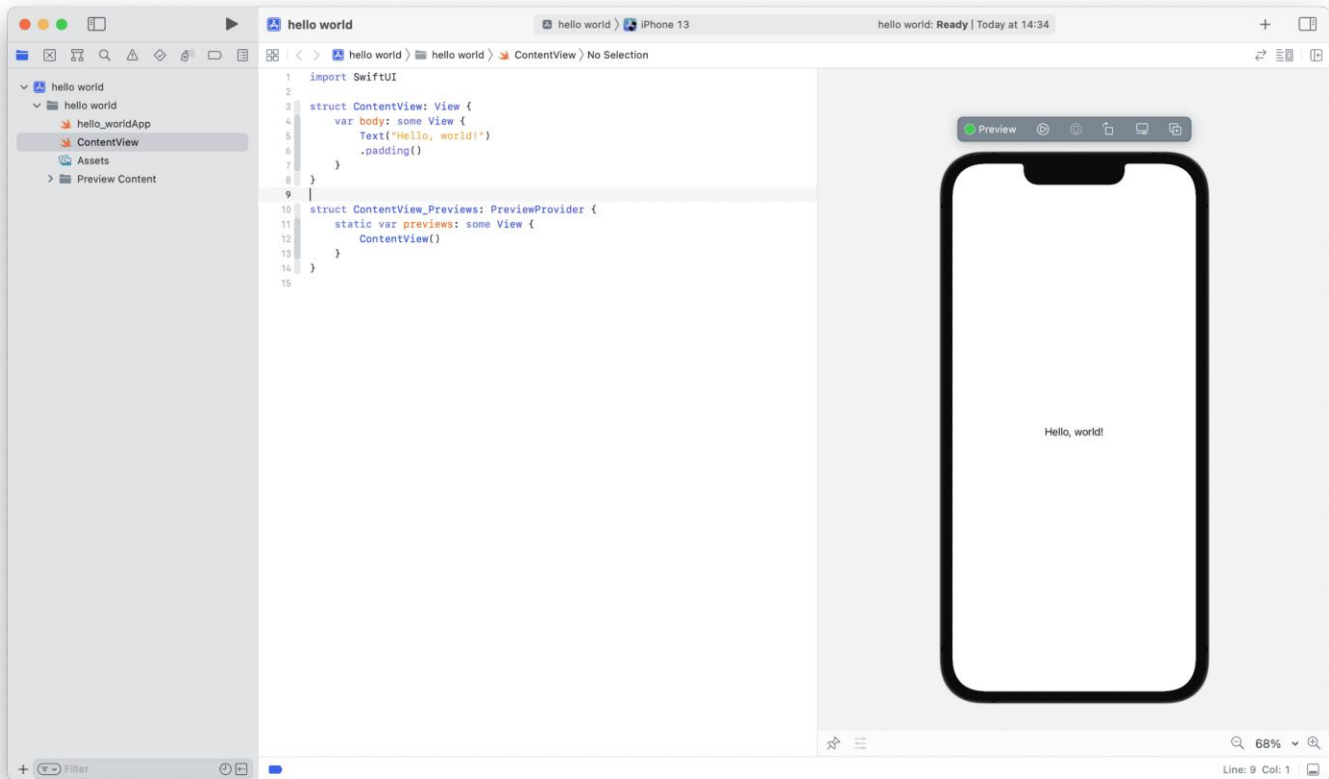 hello world
hello world 〉 iPhone 13
hello world: Ready | Today at 14:34
hello world 〉 hello world 〉 ContentView 〉 No Selection
hello world
hello world
hello_worldApp
ContentView
Assets
Preview Content
1 import SwiftUI
2
3 struct ContentView: View {
4     var body: some View {
5         Text("Hello, world!")
6         .padding()
7     }
8 }
9
10 struct ContentView_Previews: PreviewProvider {
11     static var previews: some View {
12         ContentView()
13     }
14 }
15
Preview
Hello, world!
68%
Filter
Line: 9 Col: 1